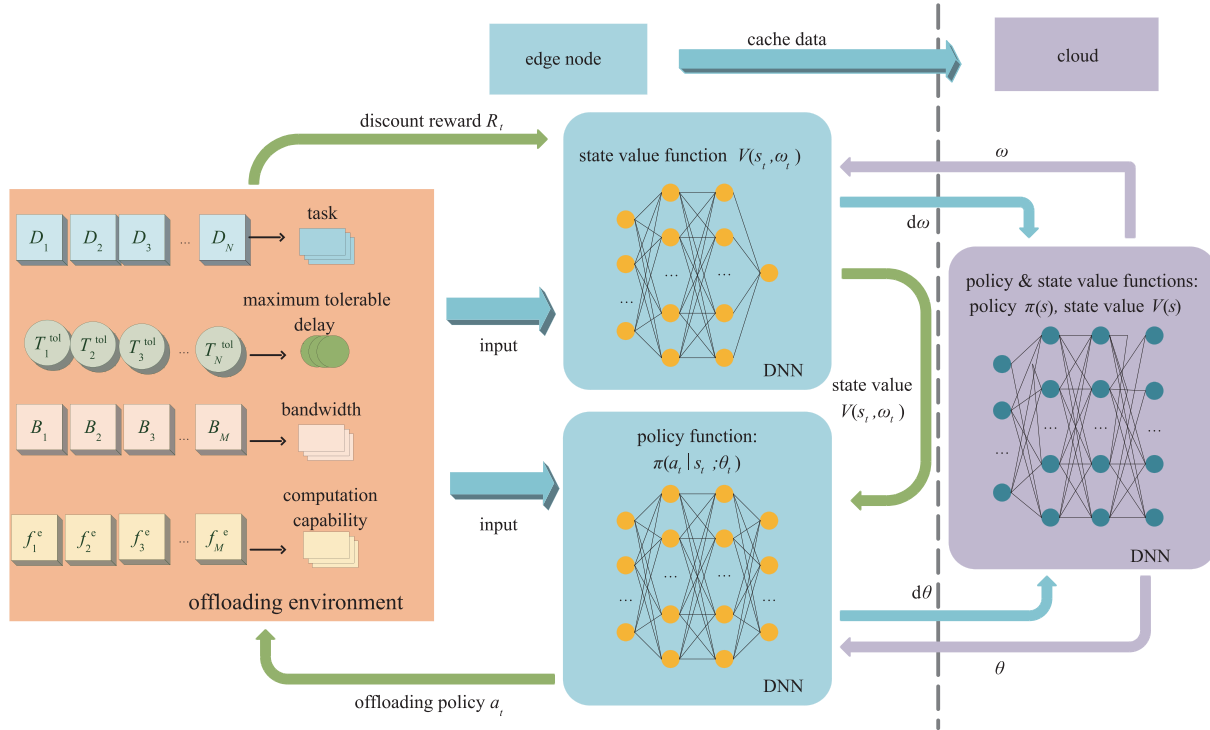 edge node
cache data
cloud
discount reward R_t
state value function V(s_t,ω_t)
...
...
...
DNN
ω
dω
D_1 D_2 D_3 ... D_N
task
T_1^tol T_2^tol T_3^tol ... T_N^tol
maximum tolerable
delay
B_1 B_2 B_3 ... B_M
bandwidth
f_1^e f_2^e f_3^e ... f_M^e
computation
capability
offloading environment
input
input
state value
V(s_t,ω_t)
policy function:
π(a_t|s_t;θ_t)
...
...
...
...
DNN
policy & state value functions:
policy π(s), state value V(s)
...
...
...
...
DNN
dθ
θ
offloading policy a_t